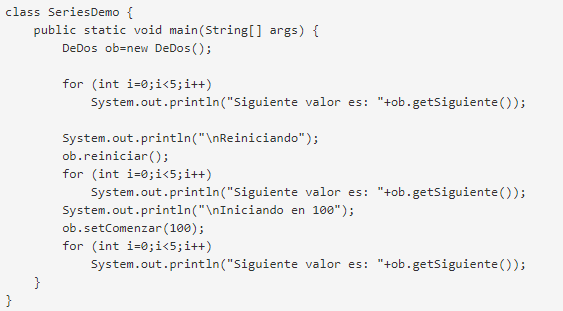 class SeriesDemo {
    public static void main(String[] args) {
        DeDos ob=new DeDos();

        for (int i=0;i<5;i++)
            System.out.println("Siguiente valor es: "+ob.getSiguiente());

        System.out.println("\nReiniciando");
        ob.reiniciar();
        for (int i=0;i<5;i++)
            System.out.println("Siguiente valor es: "+ob.getSiguiente());
        System.out.println("\nIniciando en 100");
        ob.setComenzar(100);
        for (int i=0;i<5;i++)
            System.out.println("Siguiente valor es: "+ob.getSiguiente());
    }
}